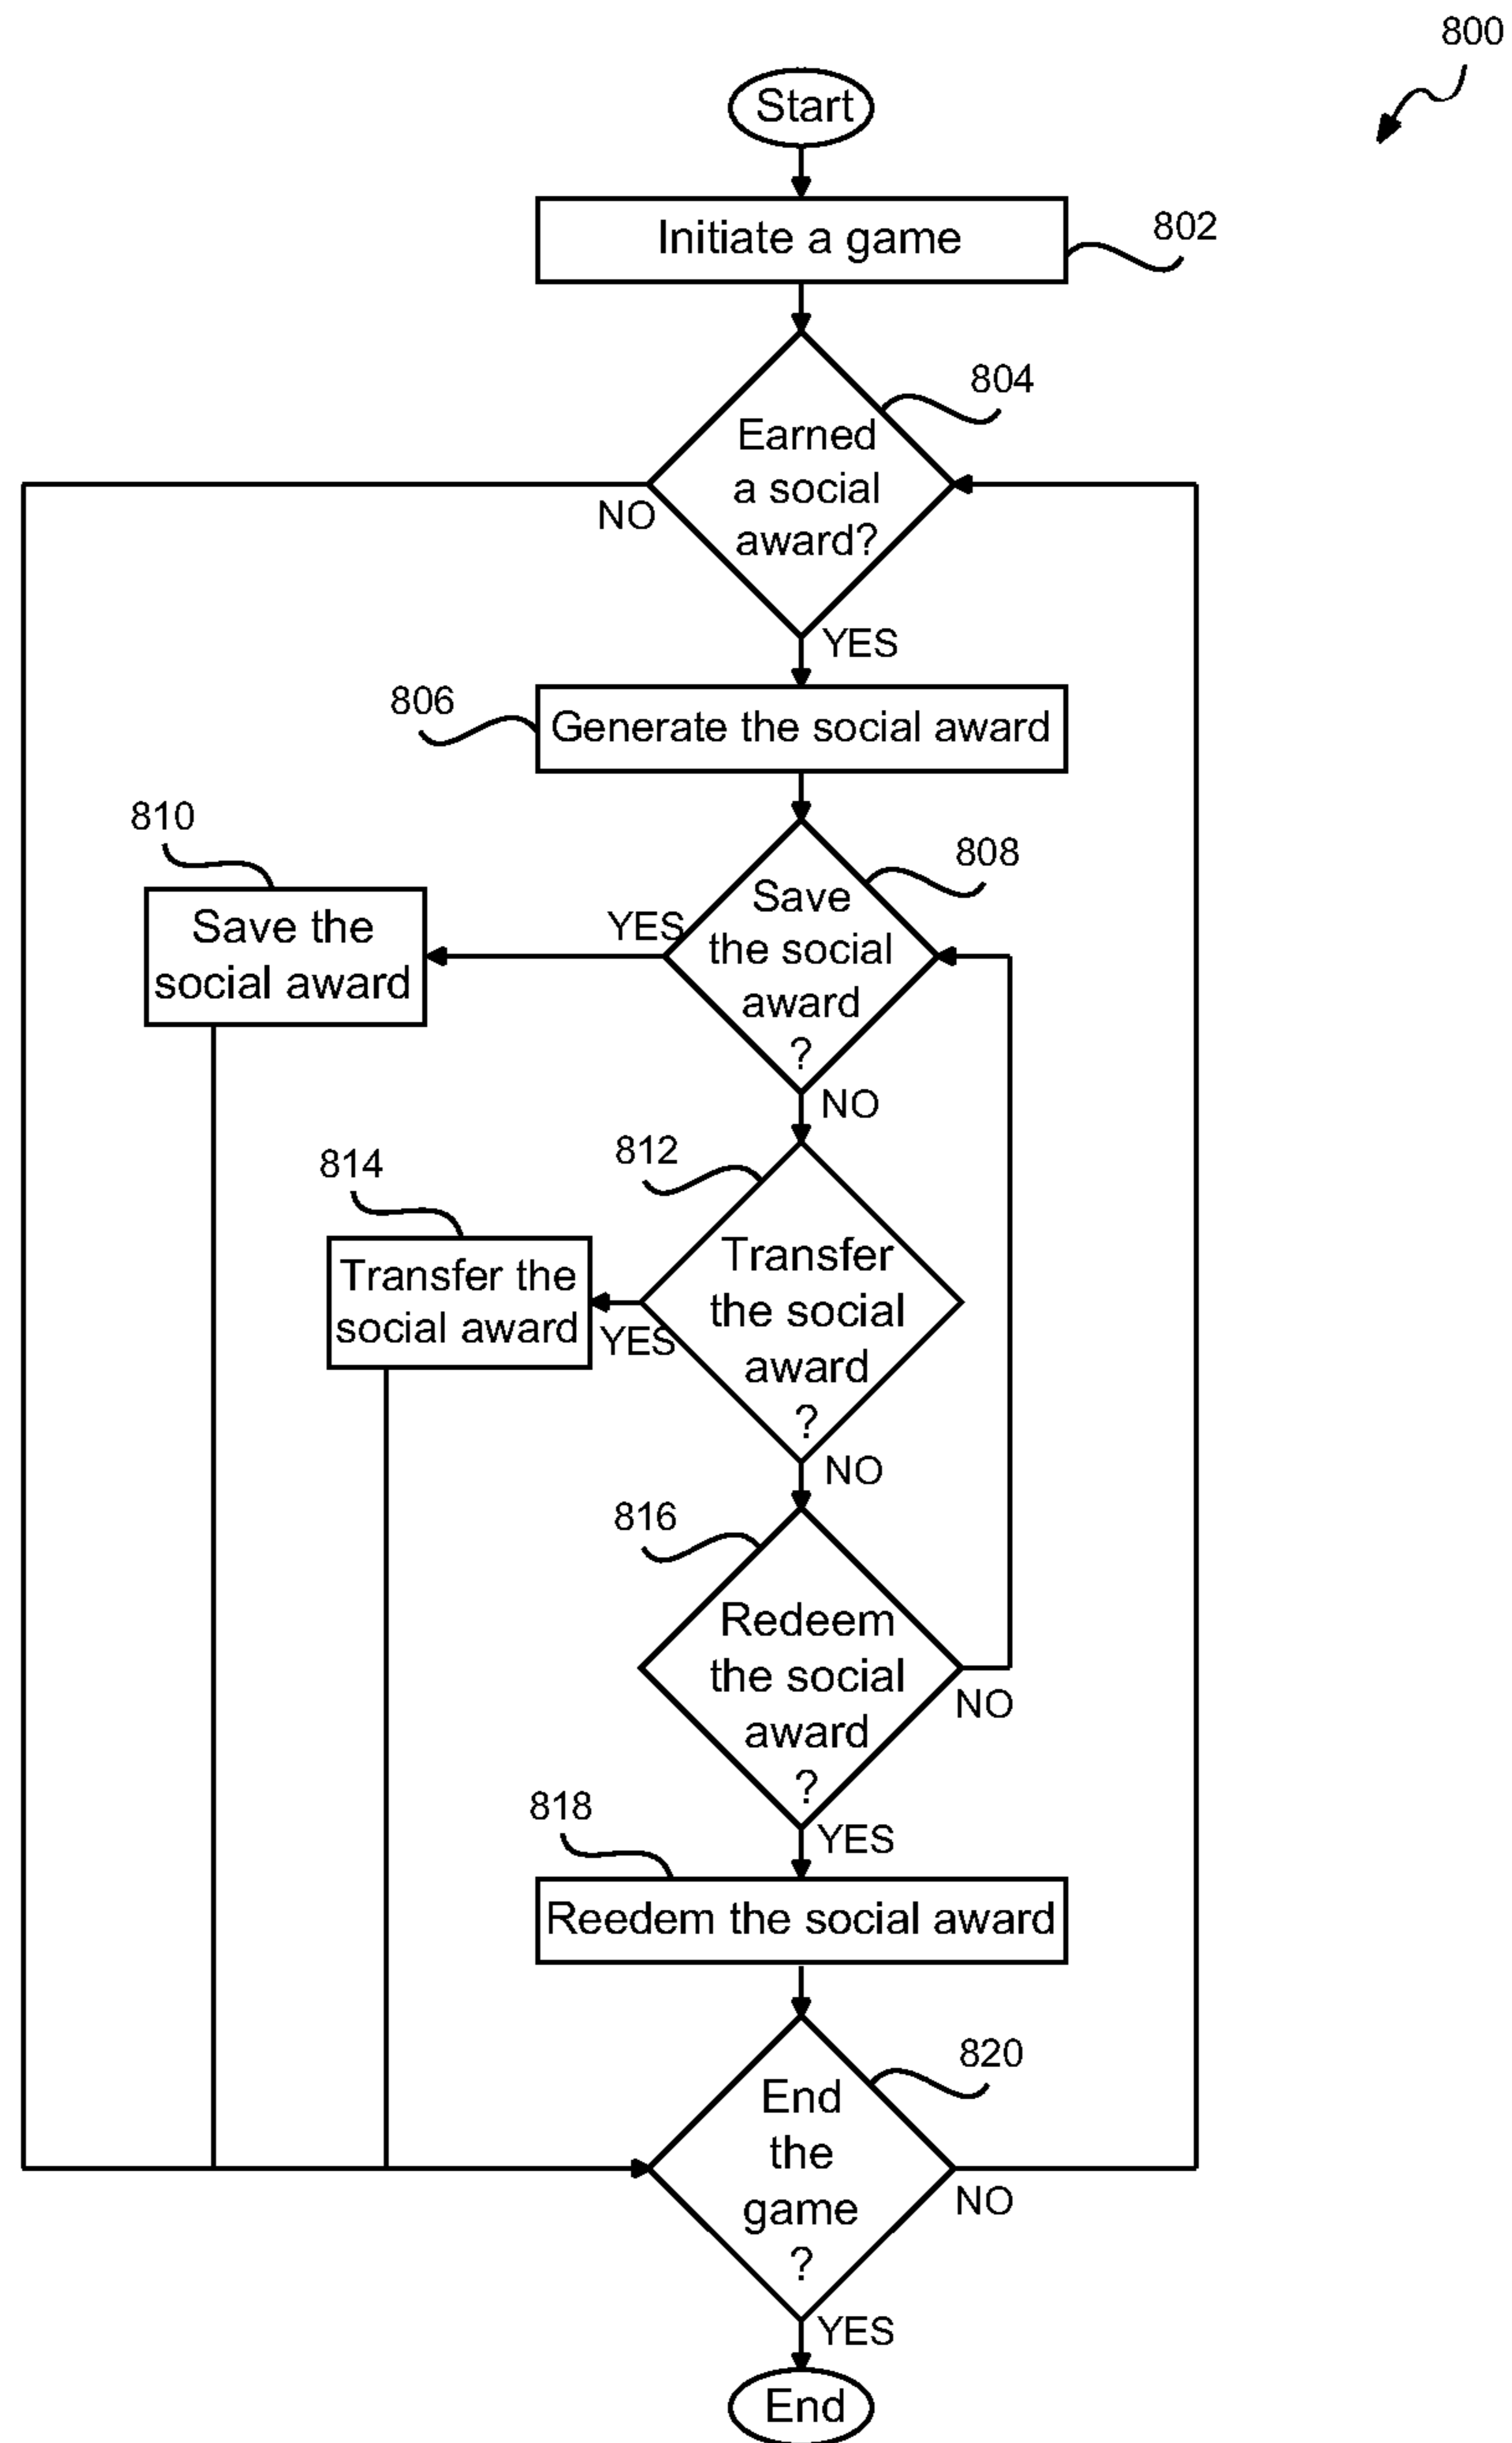 800
Start
Initiate a game
802
804
Earned
a social
award?
NO
YES
806
Generate the social award
810
808
Save the
social award
YES
Save
the social
award
?
NO
812
814
Transfer the
social award
YES
Transfer
the social
award
?
NO
816
Redeem
the social
award
?
NO
818
YES
Reedem the social award
820
End
the
game
?
NO
YES
End